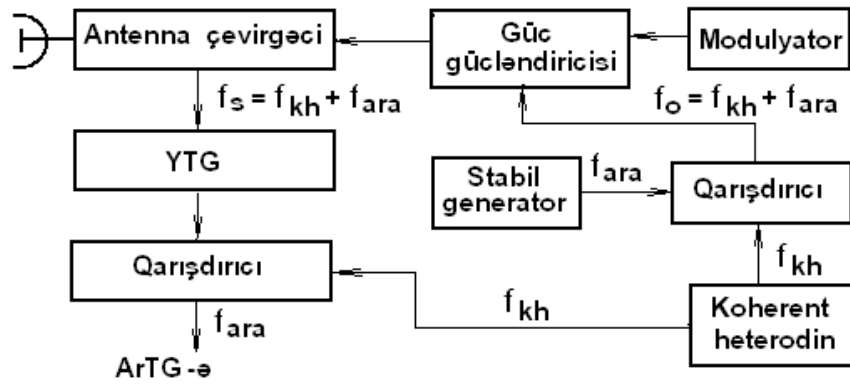 Antenna çevirgəci
Güc
gücləndiricisi
Modulyator
fs = fkh + fara
fo = fkh + fara
YTG
Stabil
generator
fara
Qarışdırıcı
Qarışdırıcı
fkh
fkh
fara
Koherent
heterodin
ArTG -ə